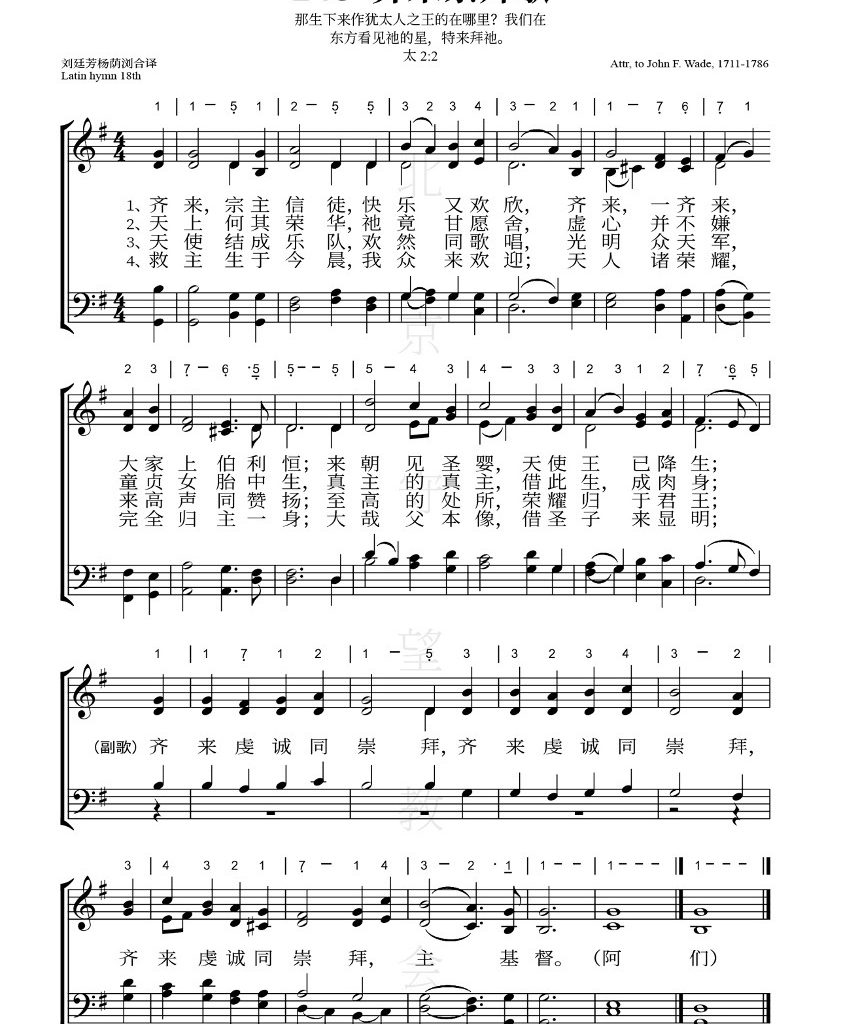 那生下来作犹太人之王的在哪里？我们在
东方看见祂的星，特来拜祂。
太 2:2
刘廷芳杨荫浏合译
Latin hymn 18th
Attr, to John F. Wade, 1711-1786
1 1 – 5 1 2 – 5 5 3 2 3 4 3 – 2 1 1 – 7 6 7 1
1、齐来，宗主信徒，快乐又欢欣，齐来，一齐来，
2、天上何其荣华，祂竟甘愿舍，虚心并不嫌
3、天使结成乐队，欢然同歌唱，光明众天军，
4、救主生于今晨，我众来欢迎；天人诸荣耀，
2 3 7 – 6 ·5 5 – – 5 5 – 4 3 4 – 3 4 2 3 1 2 7 ·6 5
大家上伯利恒；来朝见圣婴，天使王已降生；
童贞女胎中生，真主的真主，借此生，成肉身；
来高声同赞扬；至高的处所，荣耀归于君王；
完全归主一身；大哉父本像，借圣子来显明；
1 1 7 1 2 1 – 5 3 3 2 3 4 3 – 2
（副歌）齐来虔诚同崇拜，齐来虔诚同崇拜，
3 4 3 2 1 7 – 1 4 3 – 2 · 1 1 – – 1 – – – 1 – – –
齐来虔诚同崇拜，主基督。（阿们）
北京守望教会